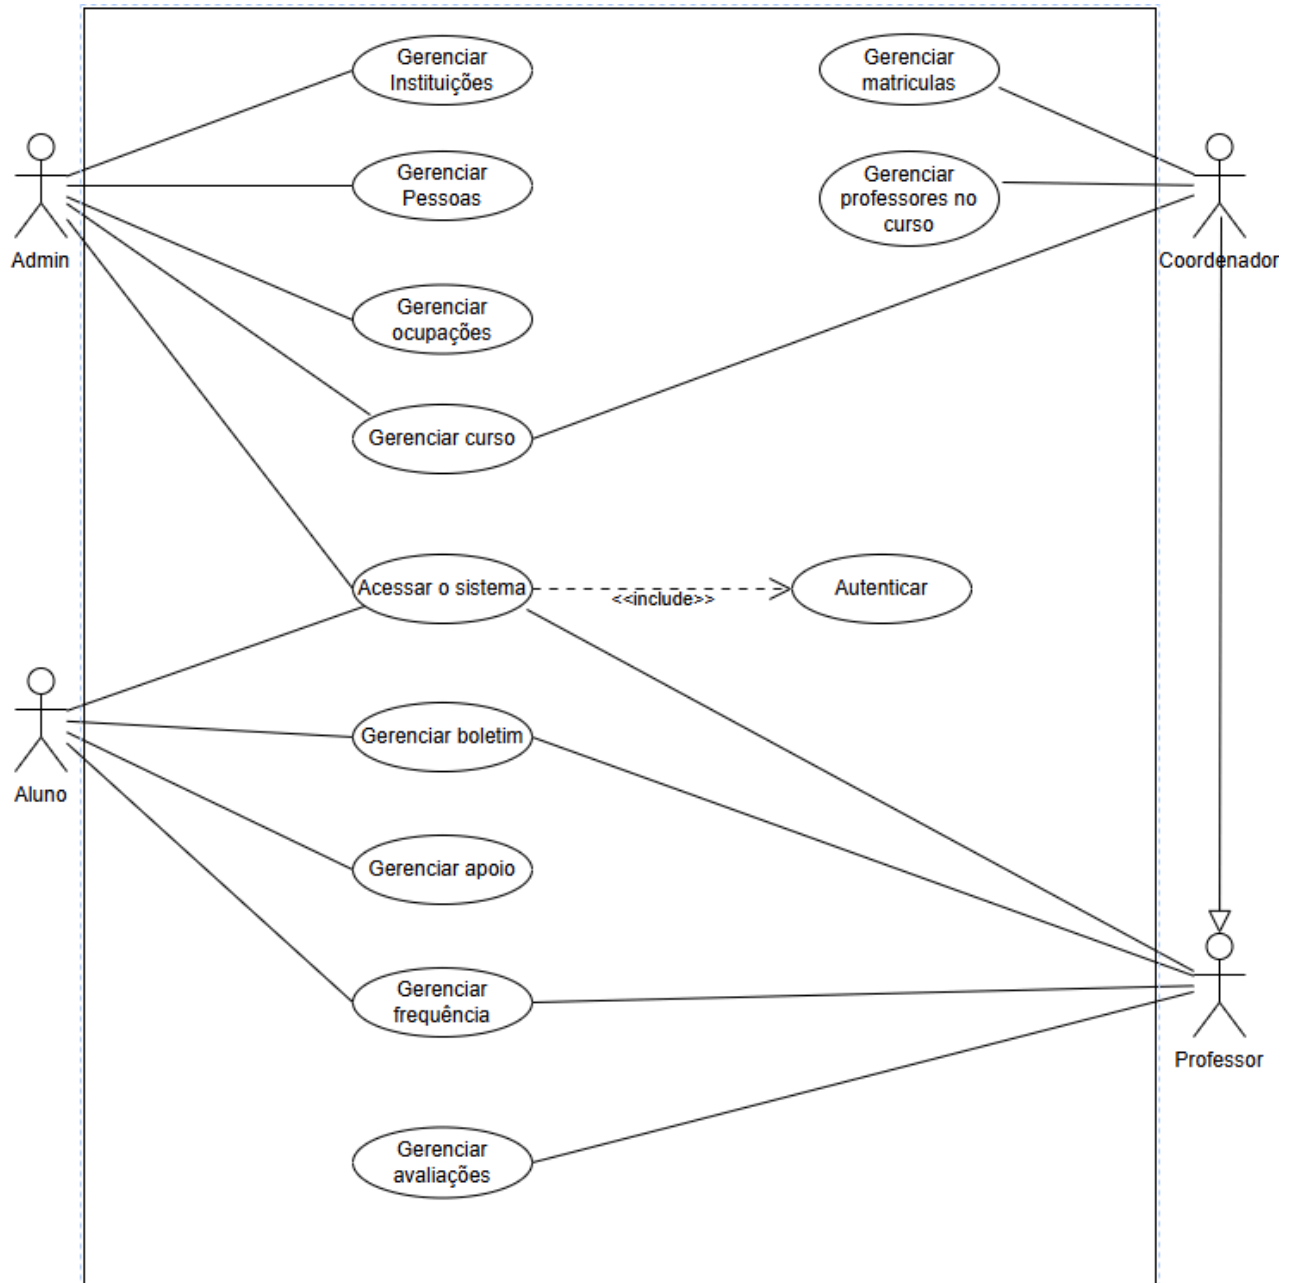 Gerenciar
Instituições
Gerenciar
matriculas
Gerenciar
Pessoas
Gerenciar
professores no
curso
Admin
Coordenador
Gerenciar
ocupações
Gerenciar curso
Acessar o sistema
<<include>>
Autenticar
Gerenciar boletim
Aluno
Gerenciar apoio
Gerenciar
frequência
Professor
Gerenciar
avaliações